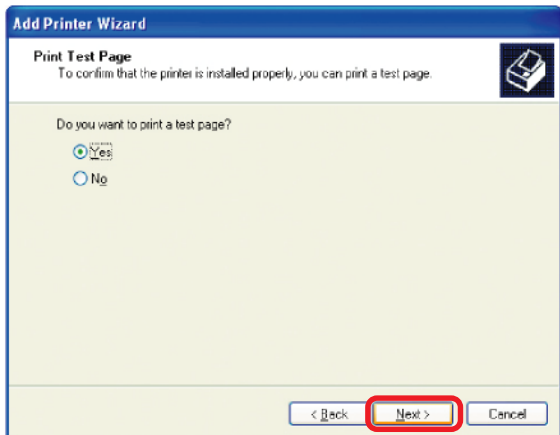 Add Printer Wizard
Print Test Page
To confirm that the printer is installed properly, you can print a test page.
Do you want to print a test page?
Yes
No
< Back
Next >
Cancel